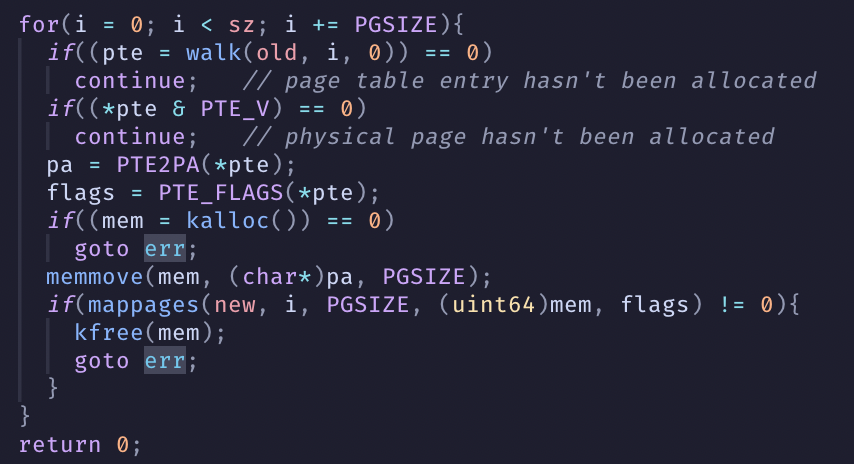 for(i = 0; i < sz; i += PGSIZE){
if((pte = walk(old, i, 0)) == 0)
continue;   // page table entry hasn't been allocated
if((*pte & PTE_V) == 0)
continue;   // physical page hasn't been allocated
pa = PTE2PA(*pte);
flags = PTE_FLAGS(*pte);
if((mem = kalloc()) == 0)
goto err;
memmove(mem, (char*)pa, PGSIZE);
if(mappages(new, i, PGSIZE, (uint64)mem, flags) != 0){
kfree(mem);
goto err;
}
}
return 0;